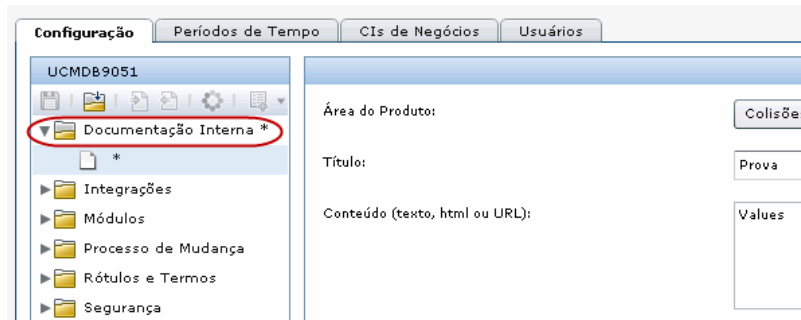 Configuração
Períodos de Tempo
CIs de Negócios
Usuários
UCMDB9051
Documentação Interna *
*
Integrações
Módulos
Processo de Mudança
Rótulos e Termos
Segurança
Área do Produto:
Colisões
Título:
Prova
Conteúdo (texto, html ou URL):
Values